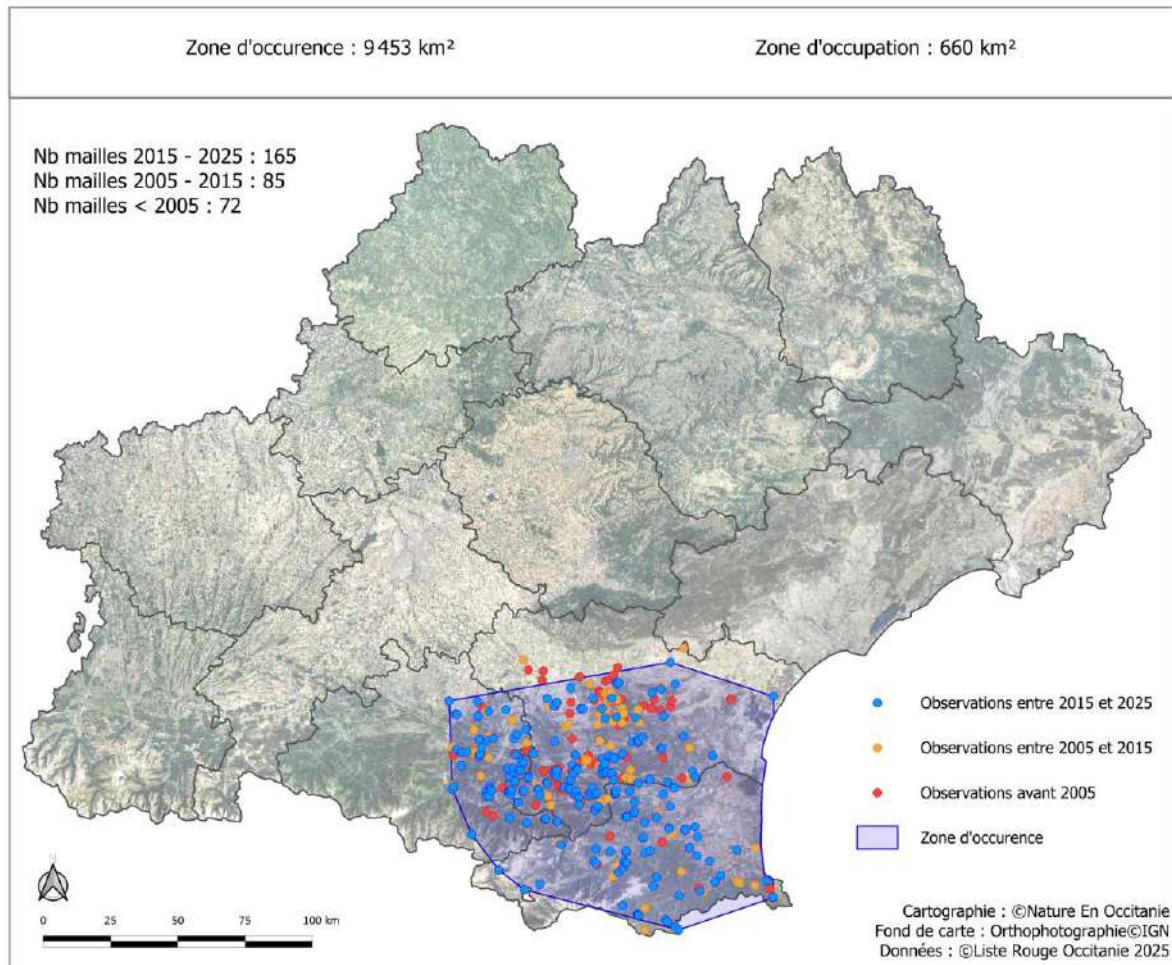 Zone d'occurence : 9 453 km²
Zone d'occupation : 660 km²
Nb mailles 2015 - 2025 : 165
Nb mailles 2005 - 2015 : 85
Nb mailles < 2005 : 72
Observations entre 2015 et 2025
Observations entre 2005 et 2015
Observations avant 2005
Zone d'occurence
N
0 25 50 75 100 km
Cartographie : ©Nature En Occitanie
Fond de carte : Orthophotographie©IGN
Données : ©Liste Rouge Occitanie 2025